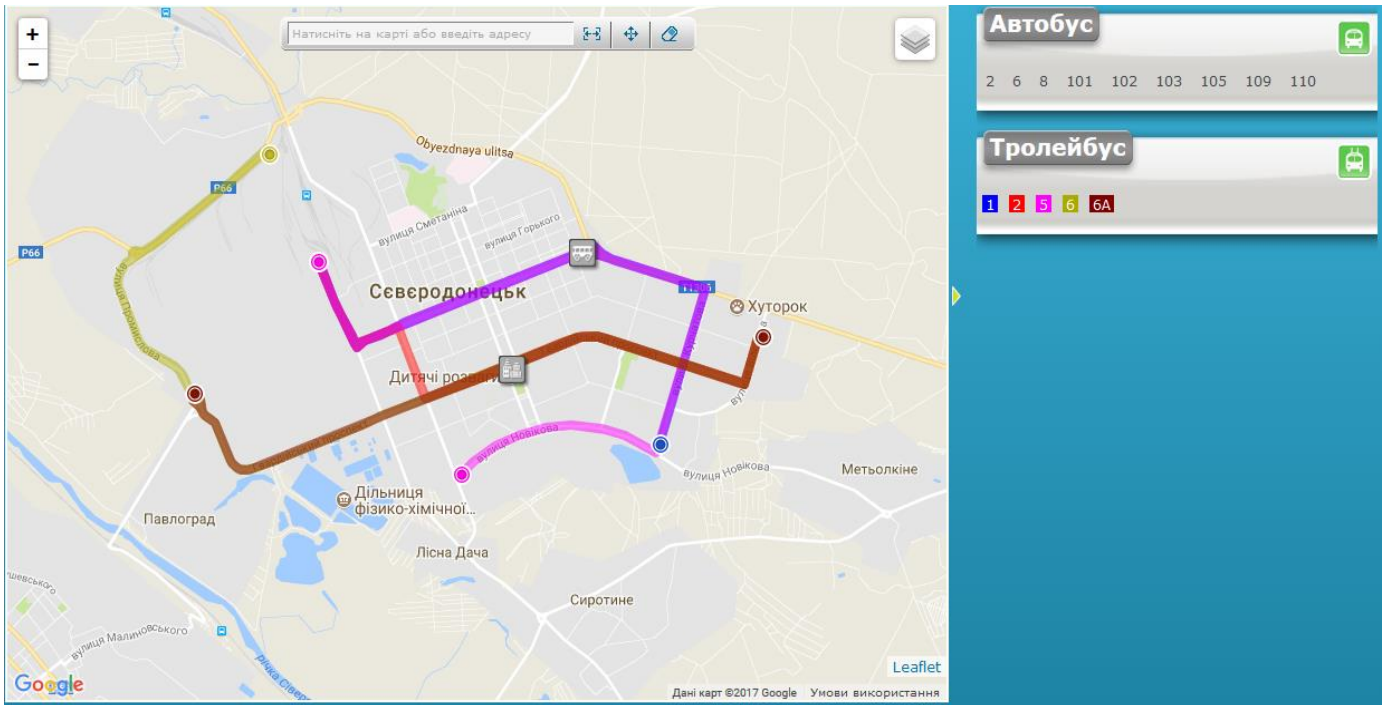 +
−
Натисніть на карті або введіть адресу
Автобус
2 6 8 101 102 103 105 109 110
Тролейбус
1 2 5 6 6А
Obyezdnaya ulitsa
P66
вулиця Сметаніна
вулиця Горького
P66
Сєвєродонецьк
Хуторок
вулиця Промислова
Дитячі розваги
вулиця Новікова
вулиця Новікова
Метьолкіне
Дільниця
фізико-хімічної...
Павлоград
Лісна Дача
Сиротине
вулиця Малиновського
Leaflet
Google
Дані карт ©2017 Google Умови використання